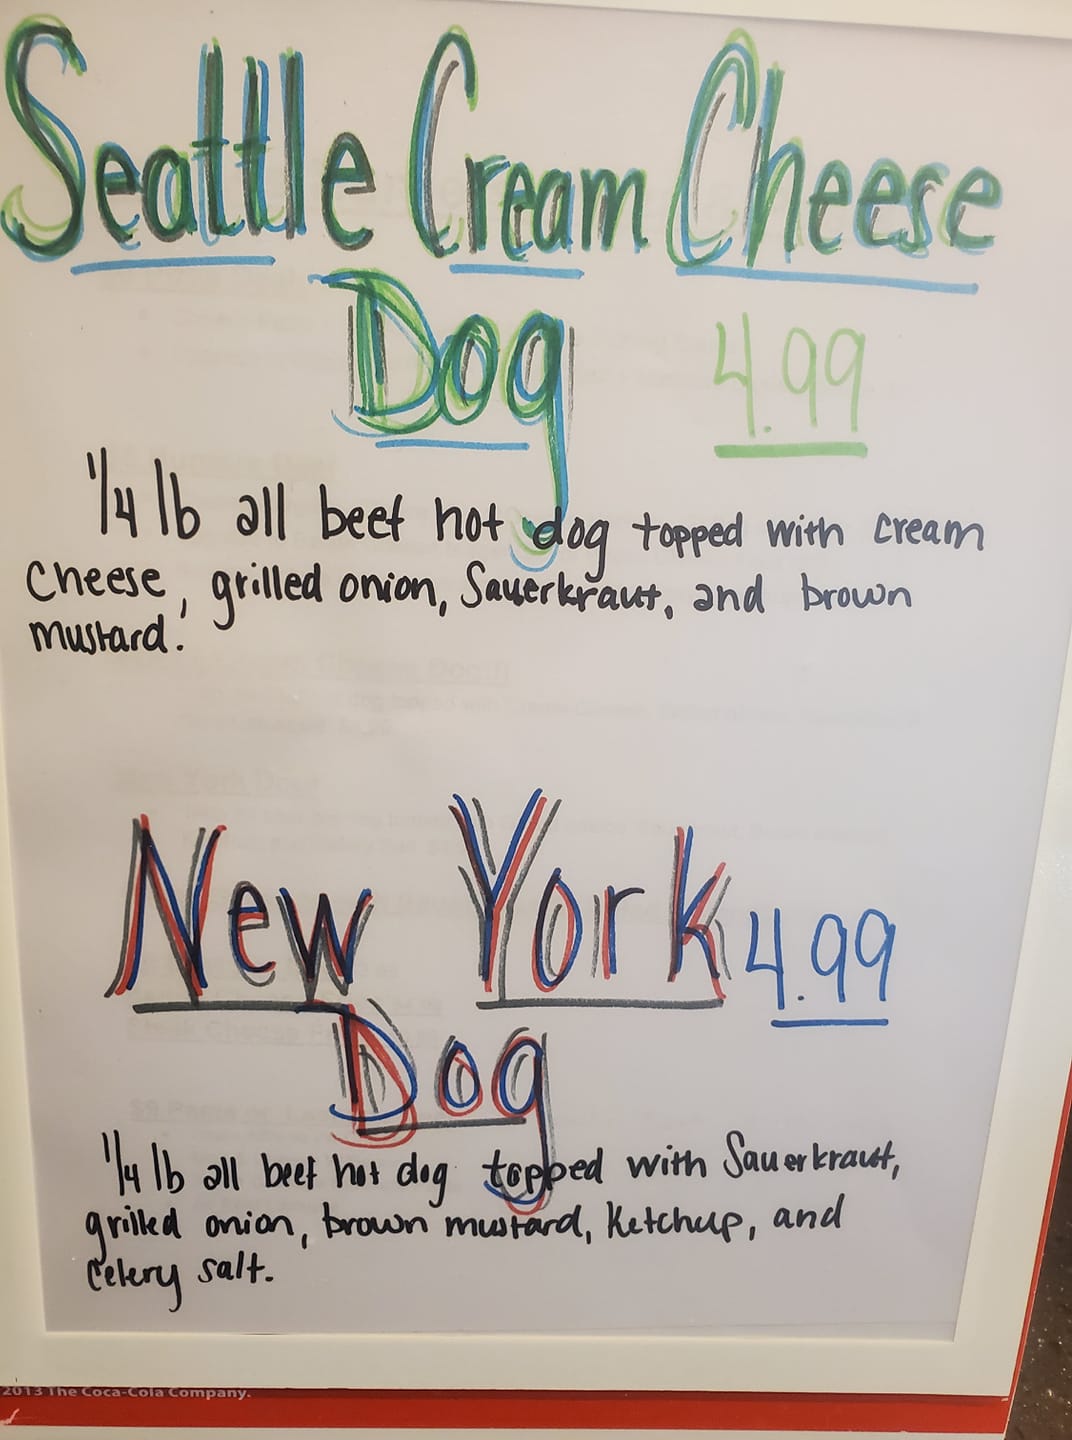 Seattle Cream Cheese
Dog 4.99
1/4 lb all beef hot dog topped with cream
cheese, grilled onion, Sauerkraut, and brown
mustard.
New York 4.99
Dog
1/4 lb all beef hot dog topped with Sauerkraut,
grilled onion, brown mustard, Ketchup, and
celery salt.
2013 The Coca-Cola Company.